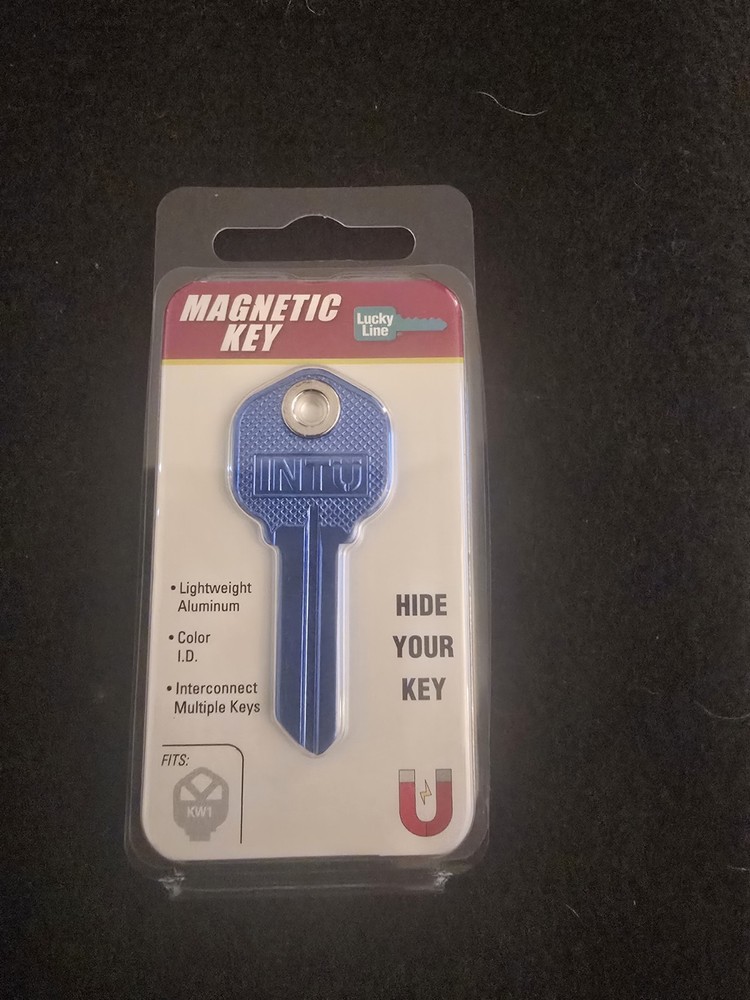 MAGNETIC
KEY
Lucky
Line
INTU
• Lightweight
Aluminum
• Color
I.D.
• Interconnect
Multiple Keys
HIDE
YOUR
KEY
FITS:
KW1